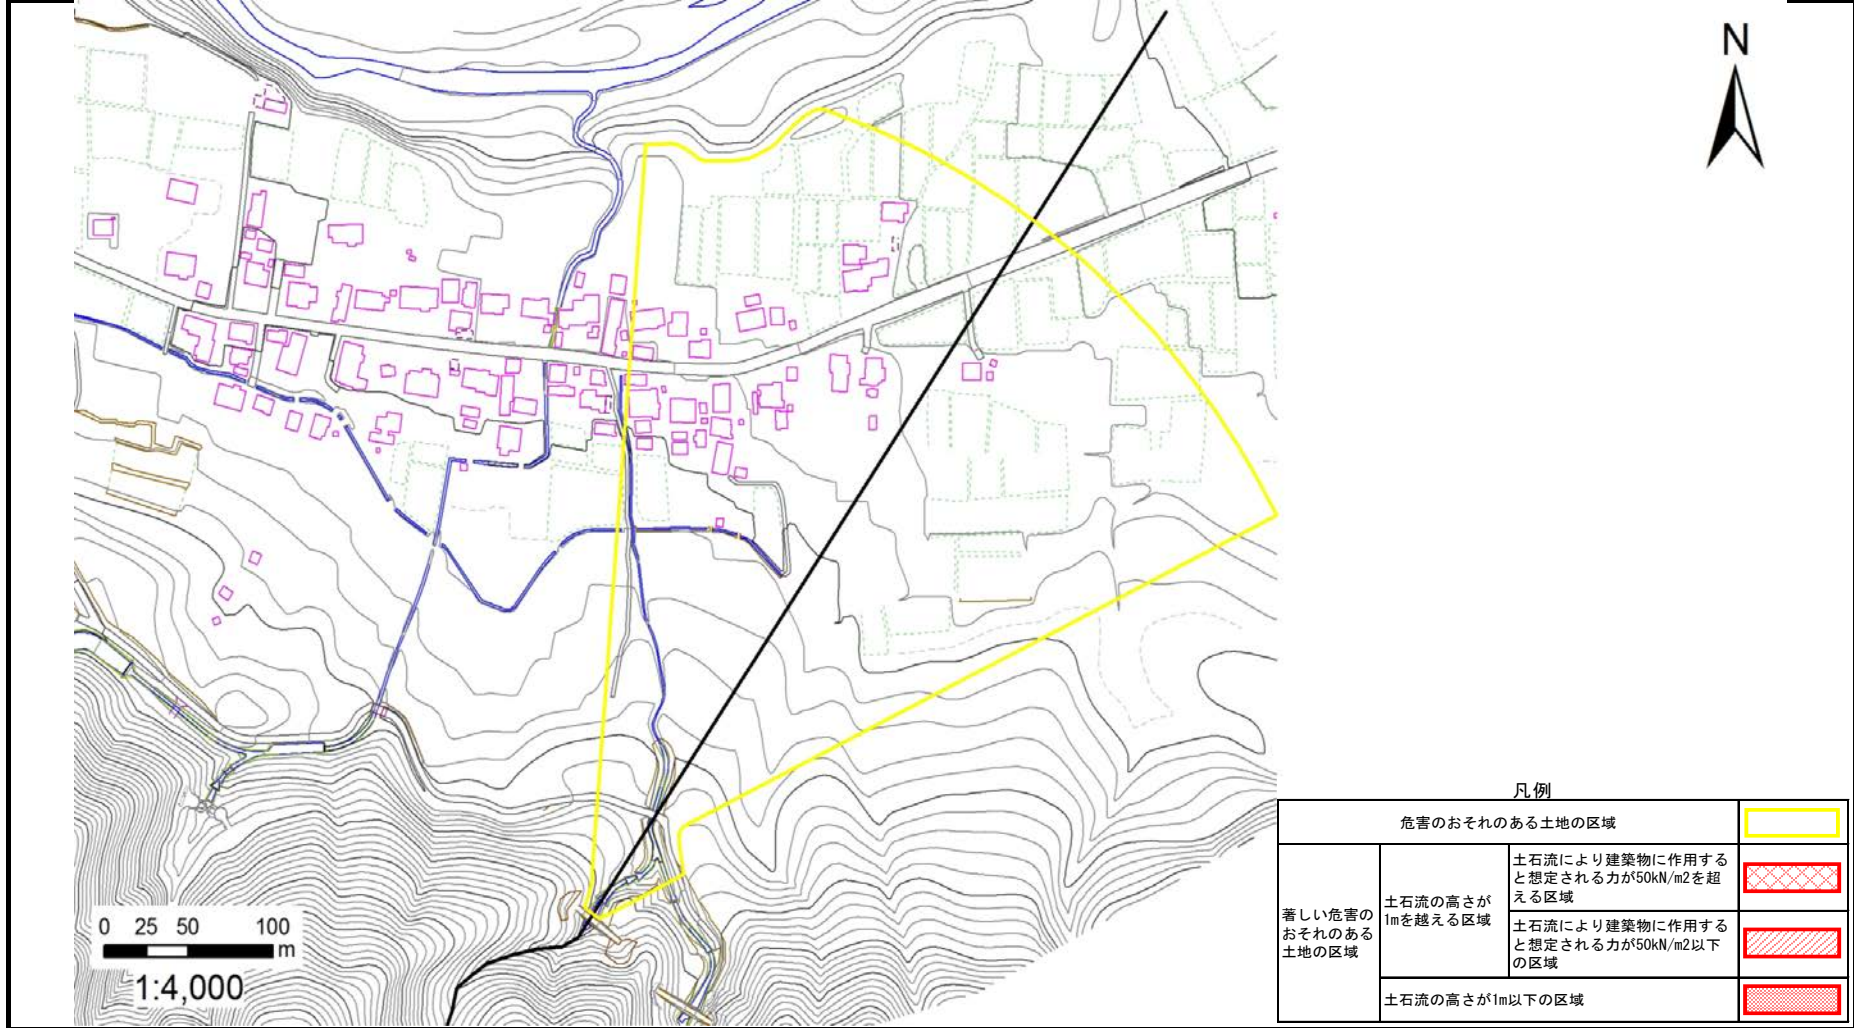 N
凡例
危害のおそれのある土地の区域
著しい危害の
おそれのある
土地の区域
土石流の高さが
1mを越える区域
土石流により建築物に作用する
と想定される力が50kN/m2を超
える区域
土石流により建築物に作用する
と想定される力が50kN/m2以下
の区域
土石流の高さが1m以下の区域
0 25 50 100
m
1:4,000